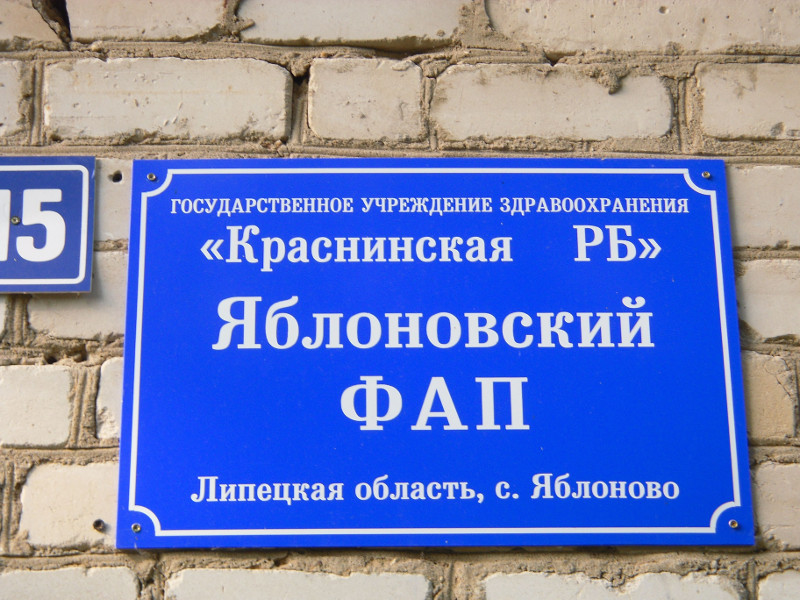 15
ГОСУДАРСТВЕННОЕ УЧРЕЖДЕНИЕ ЗДРАВООХРАНЕНИЯ
«Краснинская РБ»
Яблоновский
ФАП
Липецкая область, с. Яблоново